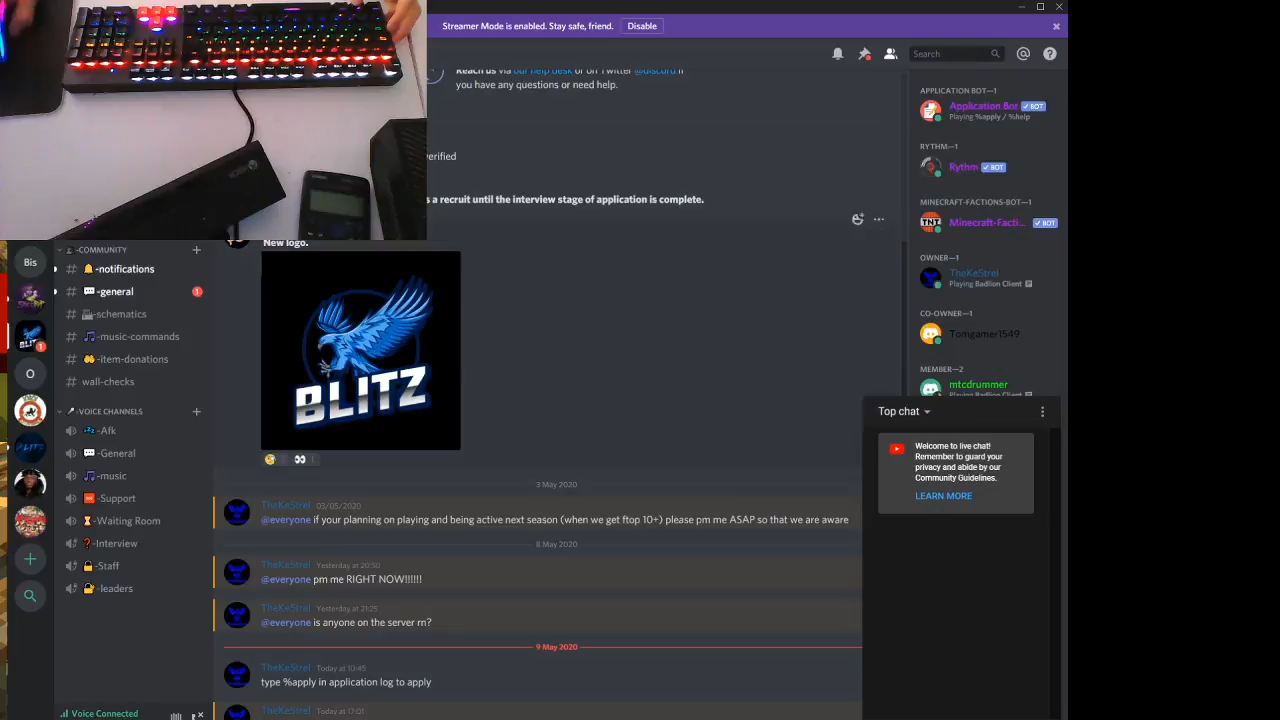 Streamer Mode is enabled. Stay safe, friend.
Disable
Search
Reach us via our help desk or on Twitter @discord if
you have any questions or need help.
erified
s a recruit until the interview stage of application is complete.
New logo.
BLITZ
3 May 2020
TheKeStrel 03/05/2020
@everyone if your planning on playing and being active next season (when we get ftop 10+) please pm me ASAP so that we are aware
8 May 2020
TheKeStrel Yesterday at 20:50
@everyone pm me RIGHT NOW!!!!!!
TheKeStrel Yesterday at 21:25
@everyone is anyone on the server rn?
9 May 2020
TheKeStrel Today at 10:45
type %apply in application log to apply
TheKeStrel Today at 17:01
Bis
BLITZ
1
O
BLITZ
-COMMUNITY
-notifications
-general
1
-schematics
-music-commands
-item-donations
wall-checks
VOICE CHANNELS
-Afk
-General
-music
-Support
-Waiting Room
-Interview
-Staff
-leaders
Voice Connected
APPLICATION BOT—1
Application Bot BOT
Playing %apply / %help
RYTHM—1
Rythm BOT
MINECRAFT-FACTIONS-BOT—1
TNT
Minecraft-Facti... BOT
OWNER—1
TheKeStrel
Playing Badlion Client
CO-OWNER—1
Tomgamer1549
MEMBER—2
mtcdrummer
Playing Badlion Client
Top chat
Welcome to live chat!
Remember to guard your
privacy and abide by our
Community Guidelines.
LEARN MORE